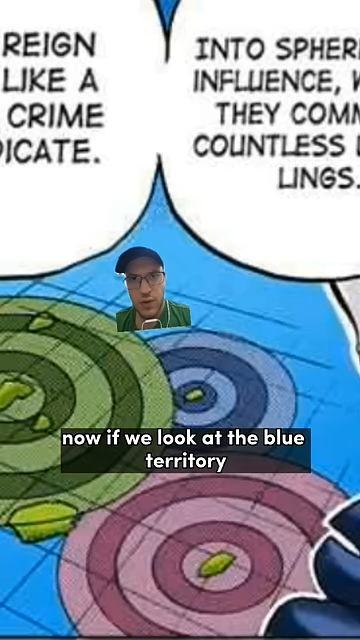 REIGN
LIKE A
CRIME
DICATE.
INTO SPHER
INFLUENCE,
THEY COMM
COUNTLESS
LINGS.
now if we look at the blue
territory